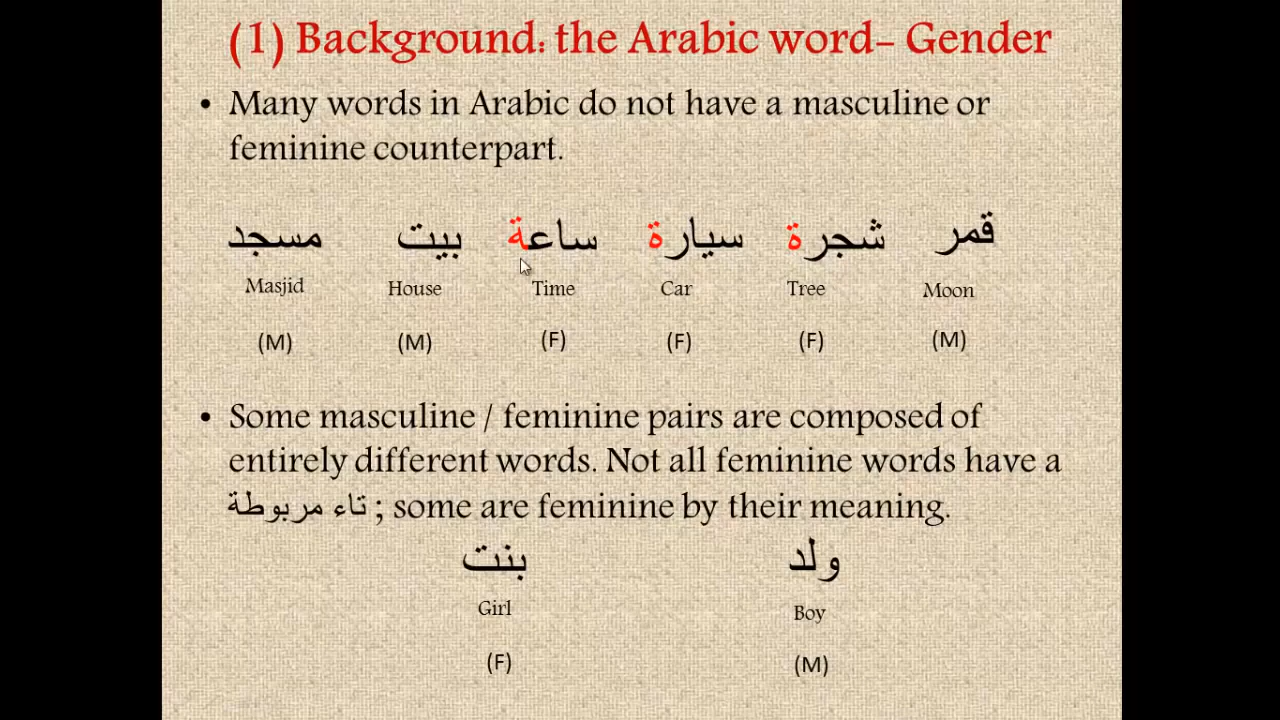 (1) Background: the Arabic word- Gender
• Many words in Arabic do not have a masculine or
feminine counterpart.
مسجد بيت ساعة سيارة شجرة قمر
Masjid House Time Car Tree Moon
(M) (M) (F) (F) (F) (M)
• Some masculine / feminine pairs are composed of
entirely different words. Not all feminine words have a
تاء مربوطة ; some are feminine by their meaning.
بنت ولد
Girl Boy
(F) (M)